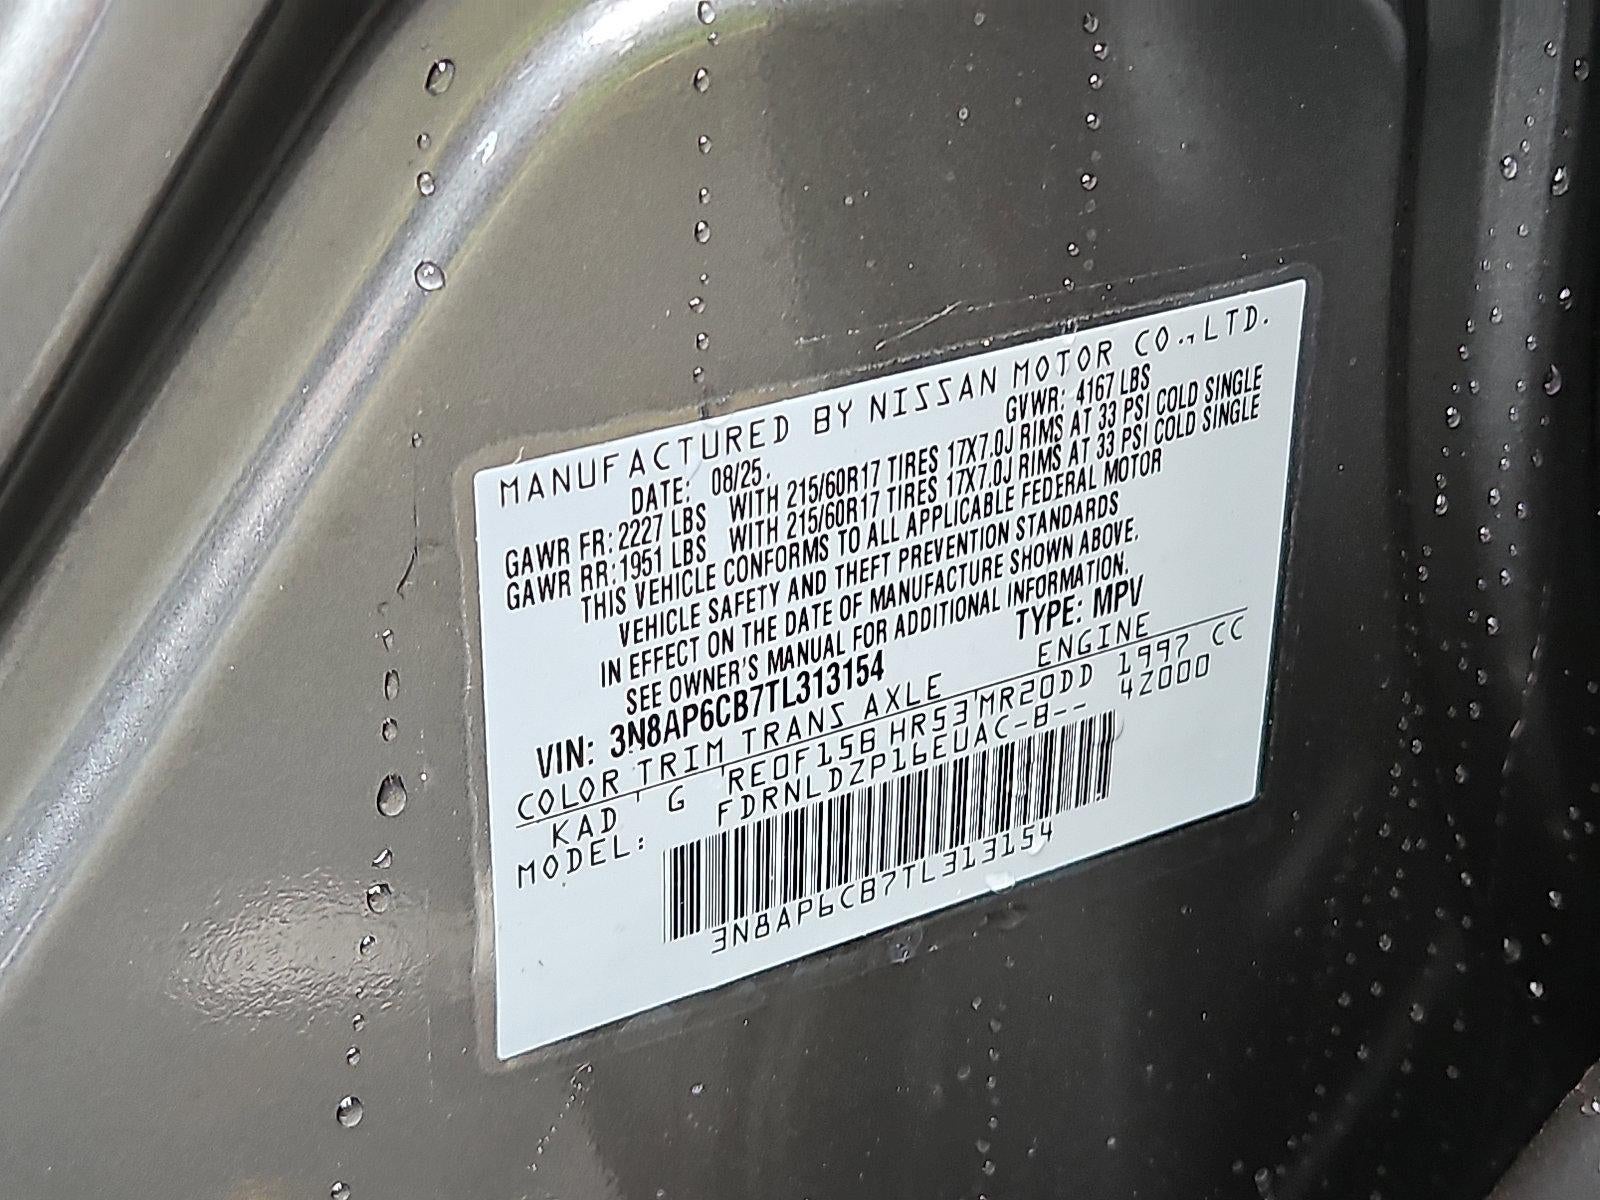 MANUFACTURED BY NISSAN MOTOR CO.,LTD.
DATE: 08/25. GVWR: 4167 LBS
GAWR FR: 2227 LBS WITH 215/60R17 TIRES 17X7.0J RIMS AT 33 PSI COLD SINGLE
GAWR RR: 1951 LBS WITH 215/60R17 TIRES 17X7.0J RIMS AT 33 PSI COLD SINGLE
THIS VEHICLE CONFORMS TO ALL APPLICABLE FEDERAL MOTOR
VEHICLE SAFETY AND THEFT PREVENTION STANDARDS
IN EFFECT ON THE DATE OF MANUFACTURE SHOWN ABOVE.
SEE OWNER'S MANUAL FOR ADDITIONAL INFORMATION.
VIN: 3N8AP6CB7TL313154 TYPE: MPV
COLOR TRIM TRANS AXLE ENGINE
KAD G RE0F15B HR53 MR20DD 1997 CC
MODEL: FDRNLDZP16EUAC-B-- 4Z000
3N8AP6CB7TL313154